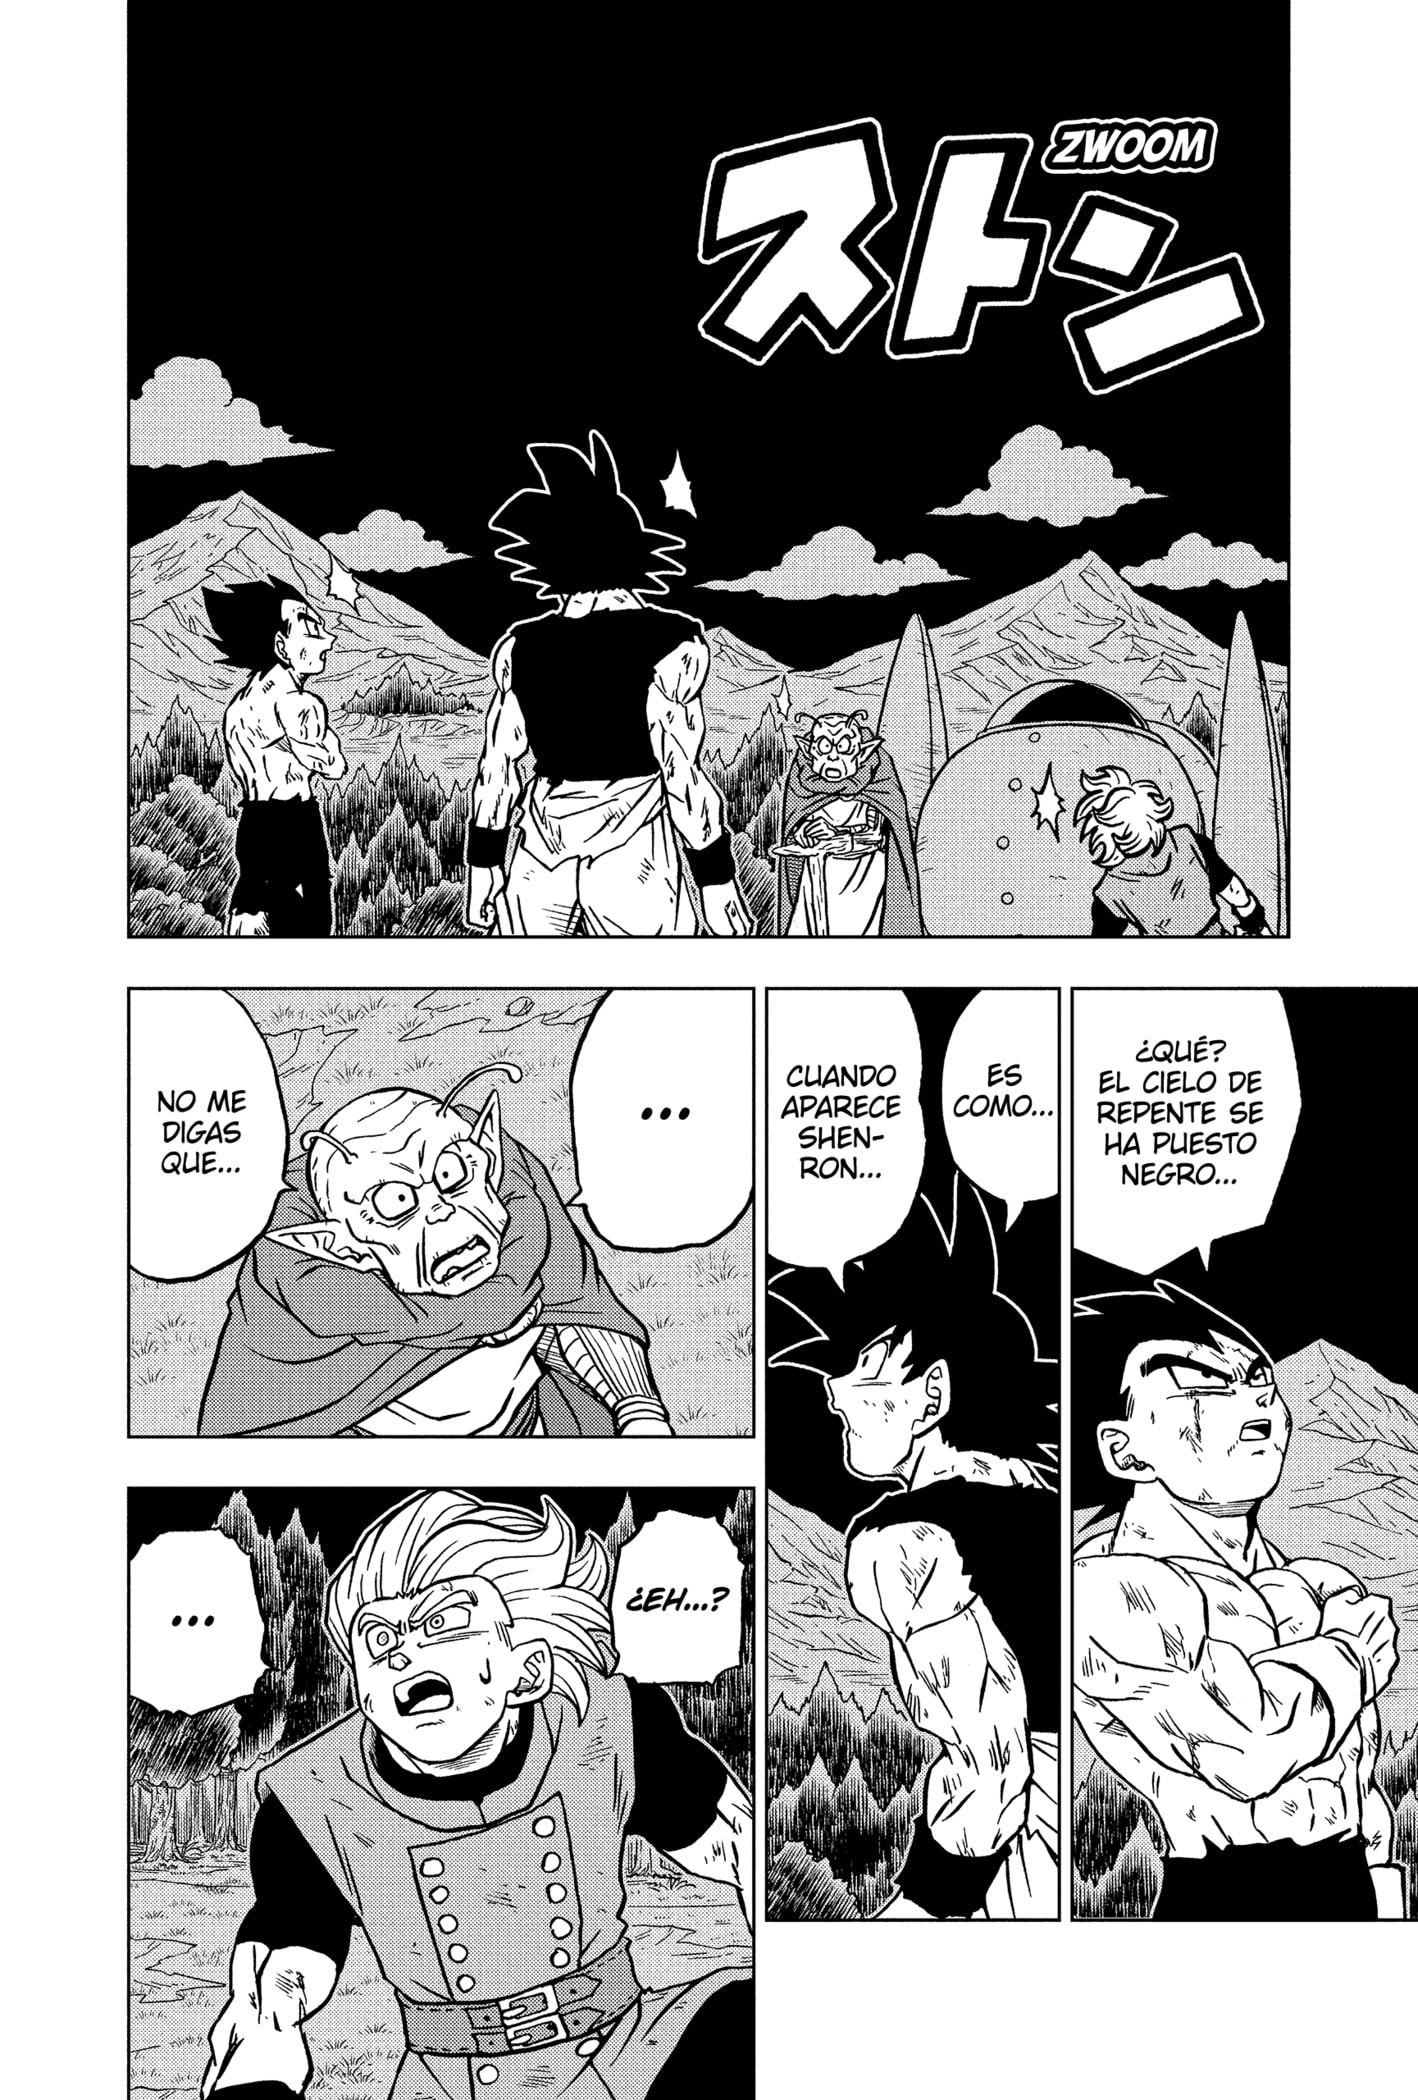 ZWOOM
ストン
¿QUÉ?
EL CIELO DE
REPENTE SE
HA PUESTO
NEGRO...
ES
COMO...
CUANDO
APARECE
SHEN-
RON...
...
NO ME
DIGAS
QUE...
¿EH...?
...